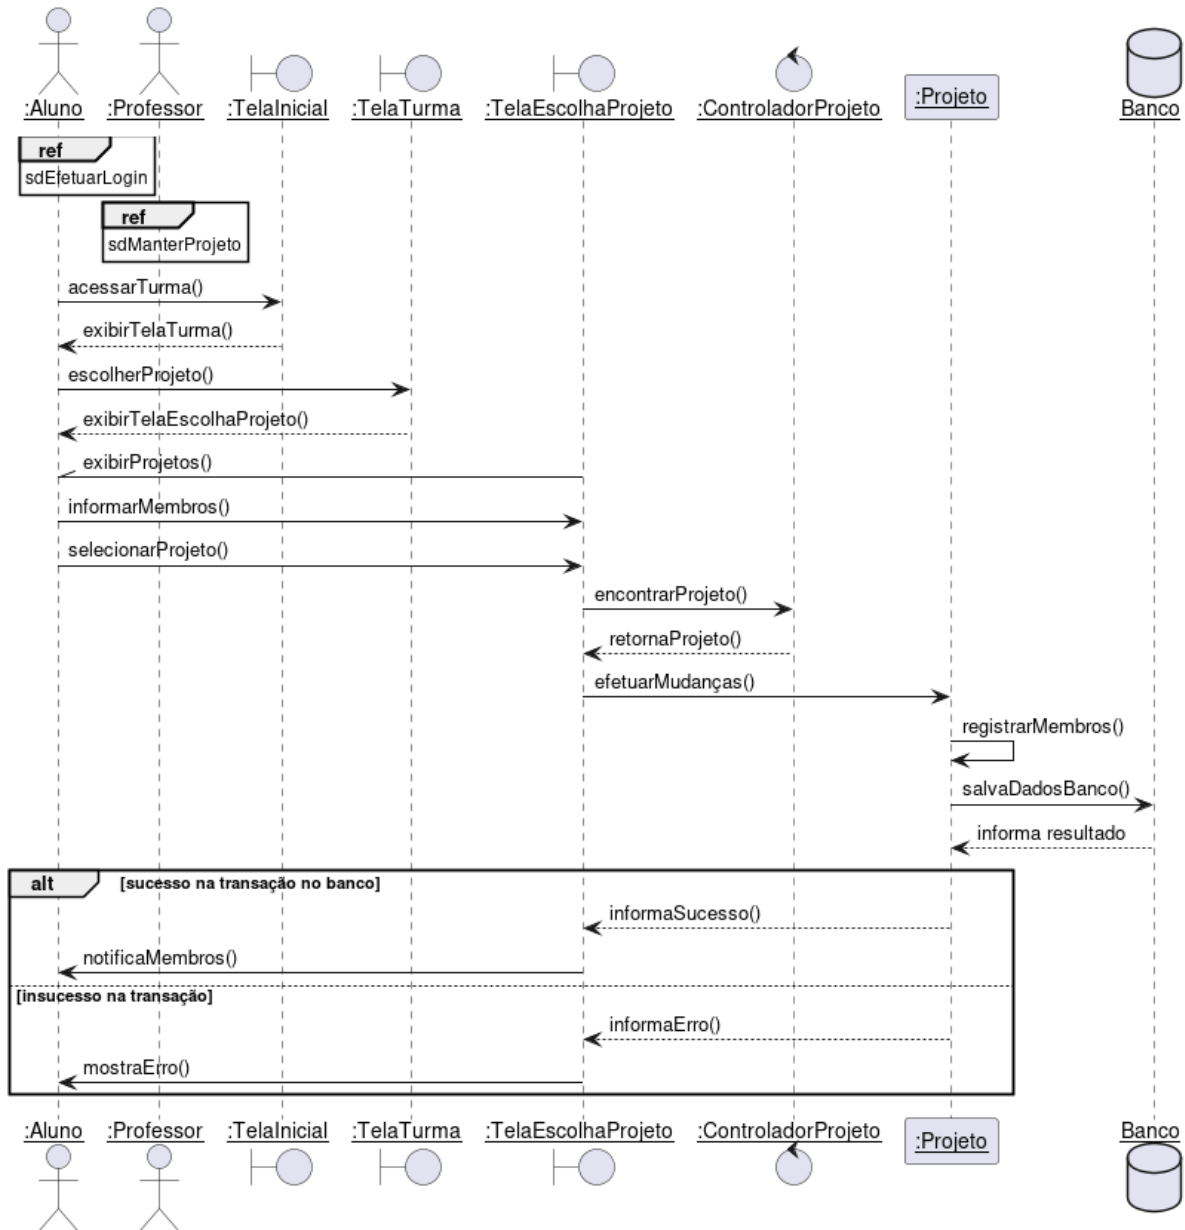 :Aluno :Professor :TelaInicial :TelaTurma :TelaEscolhaProjeto :ControladorProjeto :Projeto Banco
ref
sdEfetuarLogin
ref
sdManterProjeto
acessarTurma()
exibirTelaTurma()
escolherProjeto()
exibirTelaEscolhaProjeto()
exibirProjetos()
informarMembros()
selecionarProjeto()
encontrarProjeto()
retornaProjeto()
efetuarMudanças()
registrarMembros()
salvaDadosBanco()
informa resultado
alt [sucesso na transação no banco]
informaSucesso()
notificaMembros()
[insucesso na transação]
informaErro()
mostraErro()
:Aluno :Professor :TelaInicial :TelaTurma :TelaEscolhaProjeto :ControladorProjeto :Projeto Banco